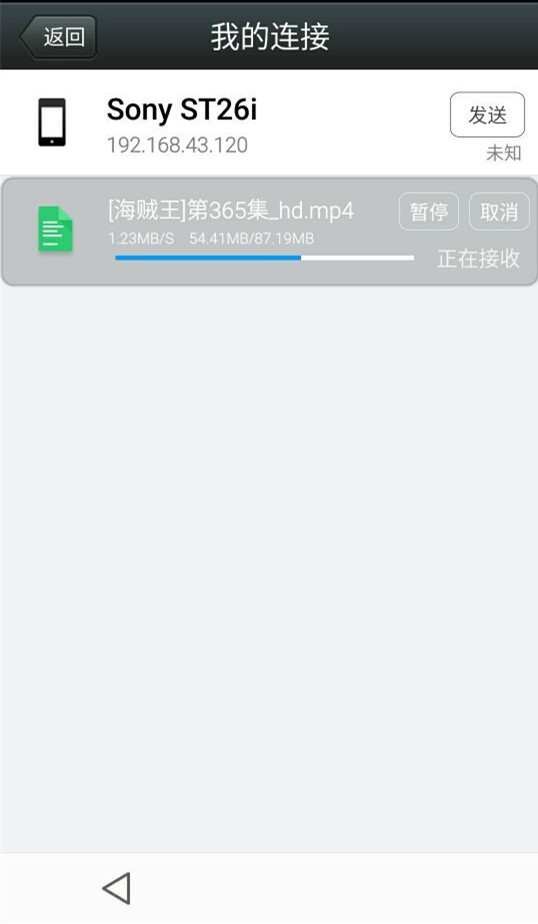 返回
我的连接
Sony ST26i
发送
192.168.43.120
未知
[海贼王]第365集_hd.mp4
暂停
取消
1.23MB/S 54.41MB/87.19MB
正在接收